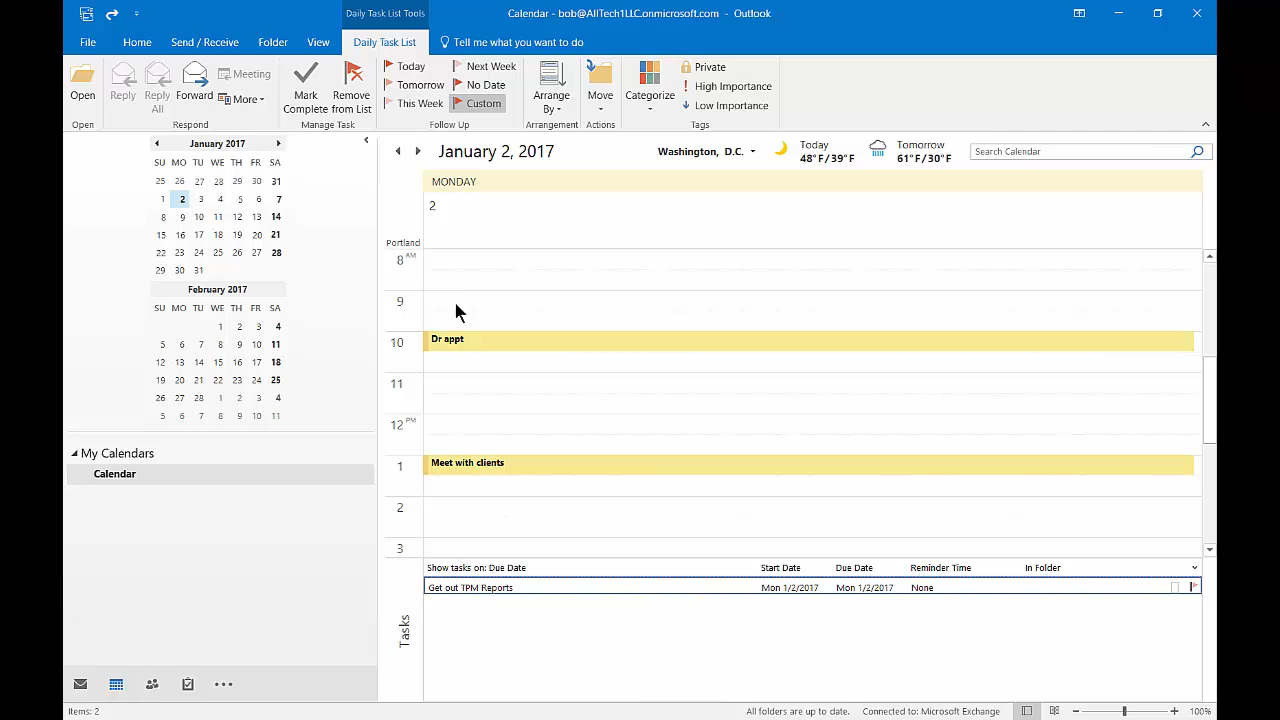 Daily Task List Tools
Calendar - bob@AllTech1LLC.onmicrosoft.com - Outlook
File Home Send / Receive Folder View Daily Task List Tell me what you want to do
Open
Reply
Reply All
Forward
Meeting
More
Mark Complete
Remove from List
Today
Tomorrow
This Week
Next Week
No Date
Custom
Arrange By
Move
Categorize
Private
High Importance
Low Importance
Open Respond Manage Task Follow Up Arrangement Actions Tags
January 2017
SU MO TU WE TH FR SA
25 26 27 28 29 30 31
1 2 3 4 5 6 7
8 9 10 11 12 13 14
15 16 17 18 19 20 21
22 23 24 25 26 27 28
29 30 31
February 2017
SU MO TU WE TH FR SA
1 2 3 4
5 6 7 8 9 10 11
12 13 14 15 16 17 18
19 20 21 22 23 24 25
26 27 28 1 2 3 4
5 6 7 8 9 10 11
My Calendars
Calendar
January 2, 2017
Washington, D.C.
Today
48°F/39°F
Tomorrow
61°F/30°F
Search Calendar
MONDAY
2
Portland
8 AM
9
10 Dr appt
11
12 PM
1 Meet with clients
2
3
Tasks
Show tasks on: Due Date Start Date Due Date Reminder Time In Folder
Get out TPM Reports Mon 1/2/2017 Mon 1/2/2017 None
Items: 2
All folders are up to date. Connected to: Microsoft Exchange
100%